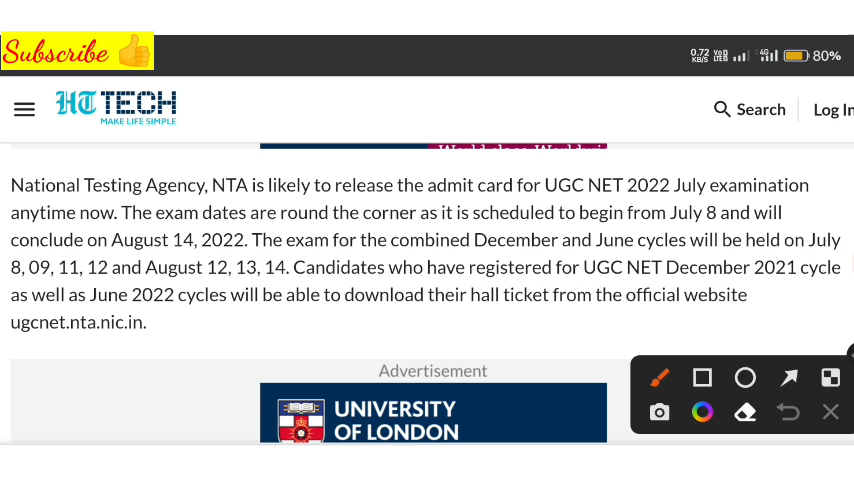 Subscribe
0.72 KB/S VoD LTE 4G 80%
HT TECH
MAKE LIFE SIMPLE
Search
Log In
National Testing Agency, NTA is likely to release the admit card for UGC NET 2022 July examination
anytime now. The exam dates are round the corner as it is scheduled to begin from July 8 and will
conclude on August 14, 2022. The exam for the combined December and June cycles will be held on July
8, 09, 11, 12 and August 12, 13, 14. Candidates who have registered for UGC NET December 2021 cycle
as well as June 2022 cycles will be able to download their hall ticket from the official website
ugcnet.nta.nic.in.
Advertisement
UNIVERSITY
OF LONDON